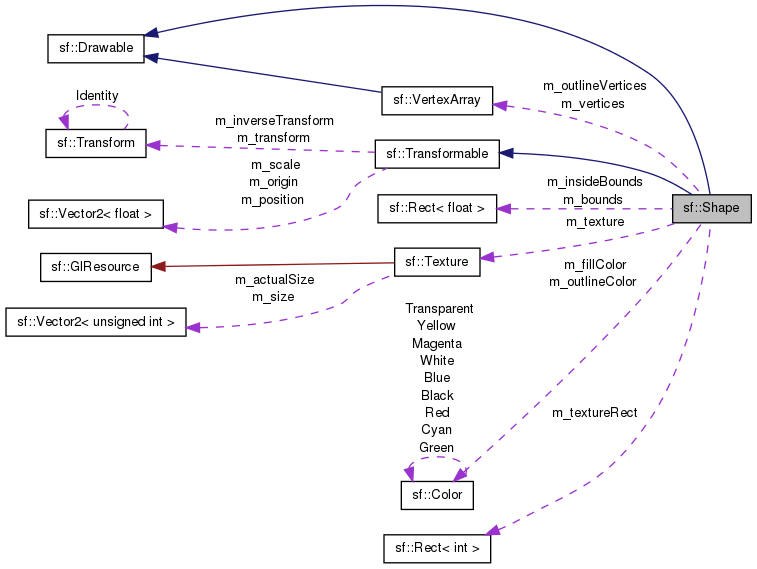 sf::Drawable
sf::VertexArray
m_outlineVertices
m_vertices
Identity
sf::Transform
m_inverseTransform
m_transform
sf::Transformable
m_scale
m_origin
m_position
sf::Vector2< float >
sf::Rect< float >
m_insideBounds
m_bounds
sf::Shape
m_texture
sf::GlResource
sf::Texture
m_actualSize
m_size
m_fillColor
m_outlineColor
sf::Vector2< unsigned int >
Transparent
Yellow
Magenta
White
Blue
Black
Red
Cyan
Green
m_textureRect
sf::Color
sf::Rect< int >